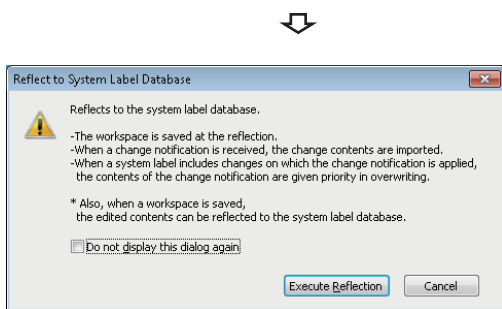 Reflect to System Label Database
Reflects to the system label database.
-The workspace is saved at the reflection.
-When a change notification is received, the change contents are imported.
-When a system label includes changes on which the change notification is applied,
the contents of the change notification are given priority in overwriting.
* Also, when a workspace is saved,
the edited contents can be reflected to the system label database.
Do not display this dialog again
Execute Reflection
Cancel